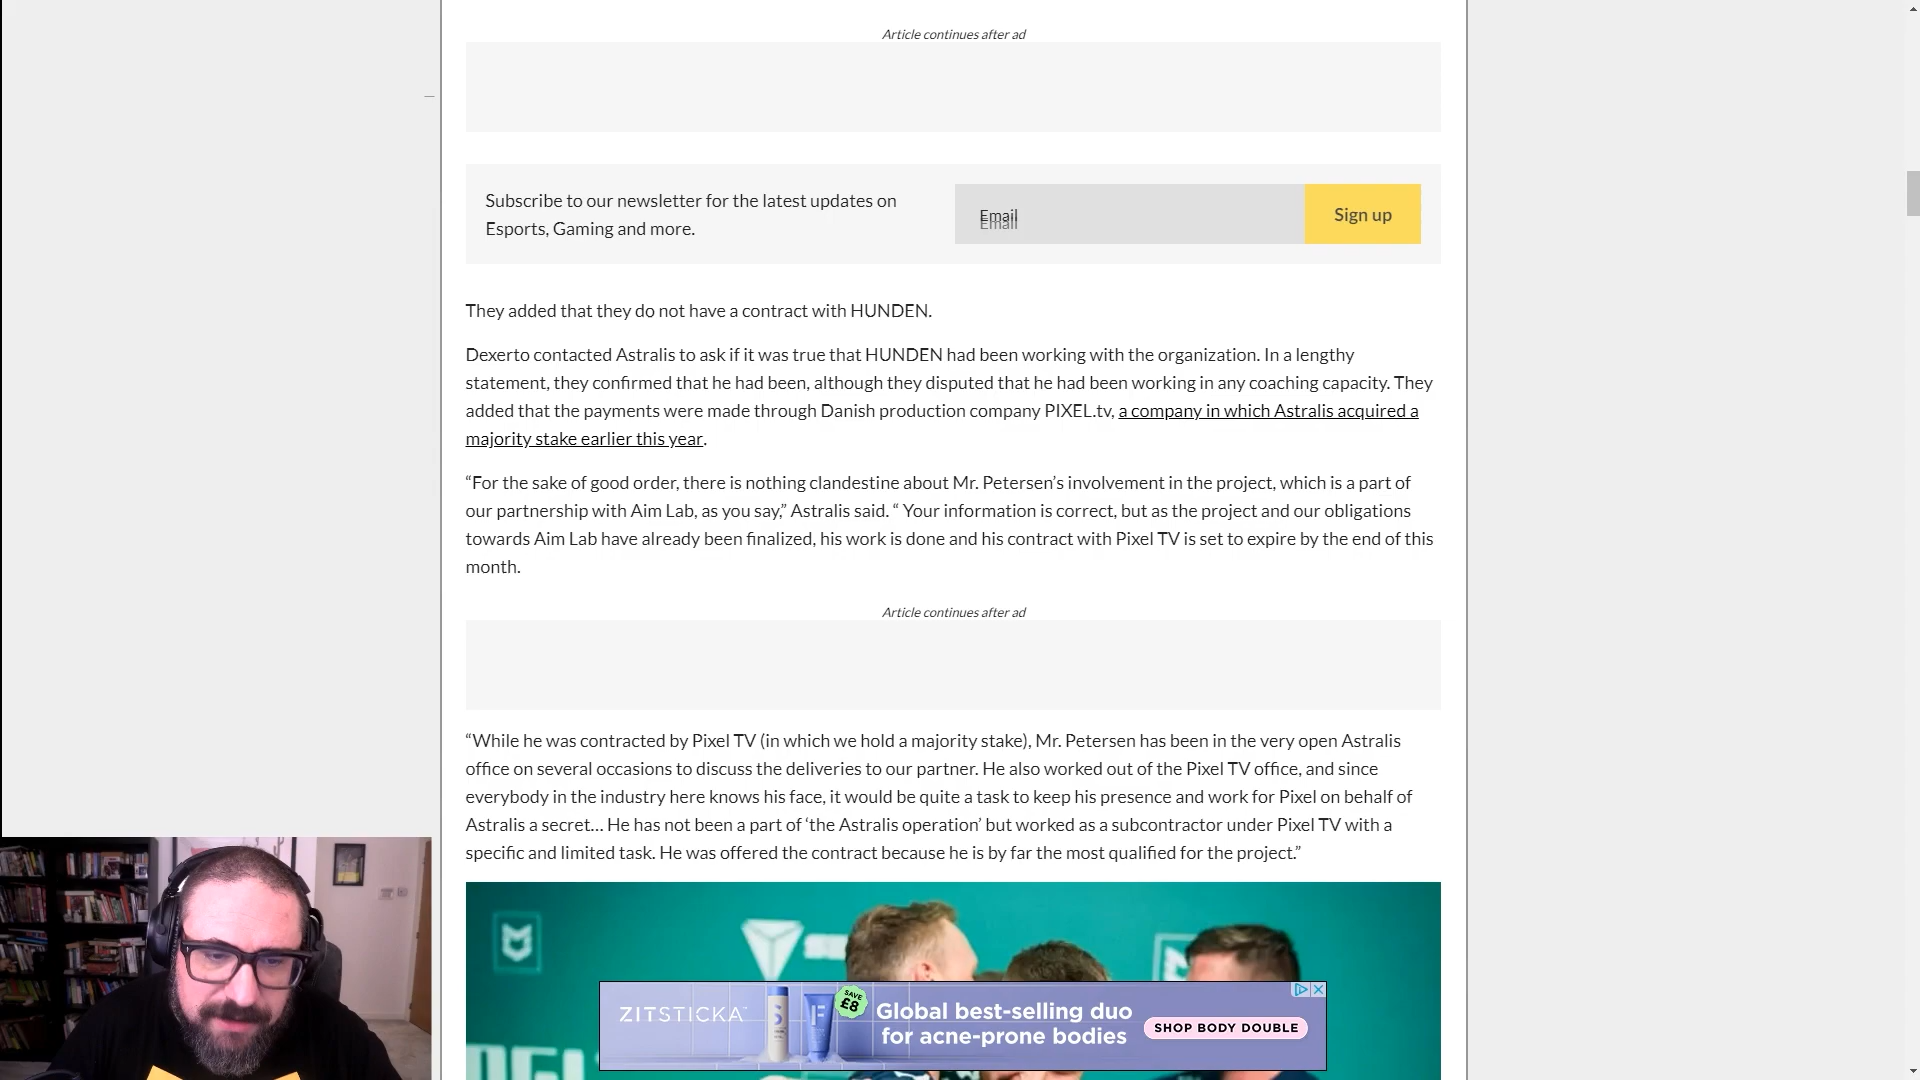 Article continues after ad
Subscribe to our newsletter for the latest updates on
Esports, Gaming and more.
Email
Email
Sign up
They added that they do not have a contract with HUNDEN.
Dexerto contacted Astralis to ask if it was true that HUNDEN had been working with the organization. In a lengthy
statement, they confirmed that he had been, although they disputed that he had been working in any coaching capacity. They
added that the payments were made through Danish production company PIXEL.tv, a company in which Astralis acquired a
majority stake earlier this year.
“For the sake of good order, there is nothing clandestine about Mr. Petersen’s involvement in the project, which is a part of
our partnership with Aim Lab, as you say,” Astralis said. “ Your information is correct, but as the project and our obligations
towards Aim Lab have already been finalized, his work is done and his contract with Pixel TV is set to expire by the end of this
month.
Article continues after ad
“While he was contracted by Pixel TV (in which we hold a majority stake), Mr. Petersen has been in the very open Astralis
office on several occasions to discuss the deliveries to our partner. He also worked out of the Pixel TV office, and since
everybody in the industry here knows his face, it would be quite a task to keep his presence and work for Pixel on behalf of
Astralis a secret… He has not been a part of ‘the Astralis operation’ but worked as a subcontractor under Pixel TV with a
specific and limited task. He was offered the contract because he is by far the most qualified for the project.”
ZITSTICKA
SAVE
£8
Global best-selling duo
for acne-prone bodies
SHOP BODY DOUBLE